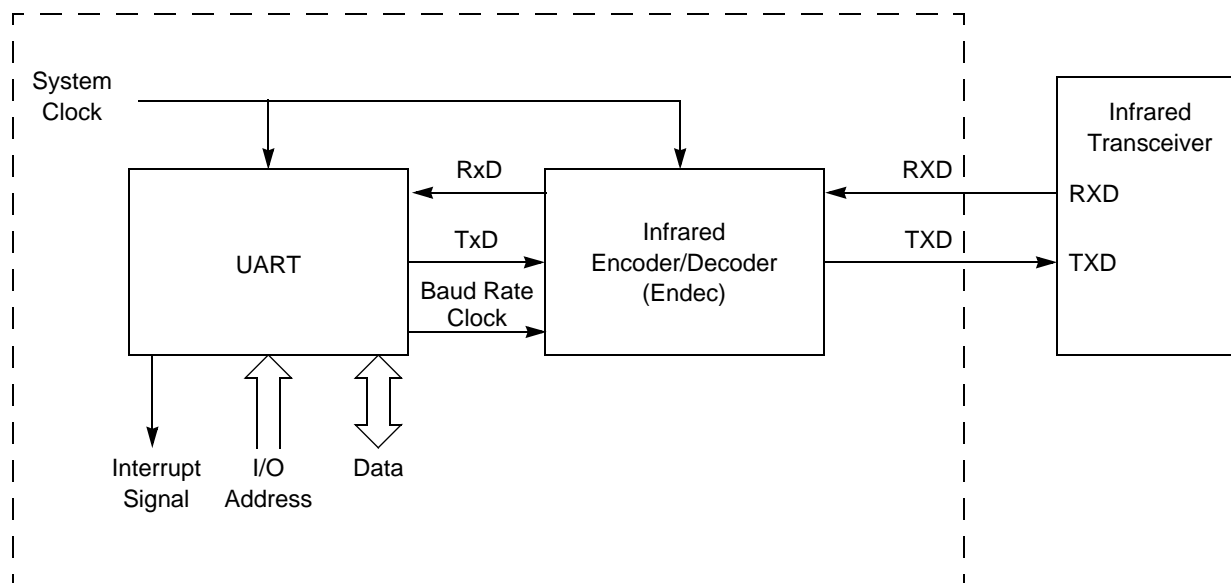 System
Clock
Infrared
Transceiver
RxD
RXD
RXD
UART
TxD
Infrared
Encoder/Decoder
(Endec)
TXD
TXD
Baud Rate
Clock
Interrupt
Signal
I/O
Address
Data